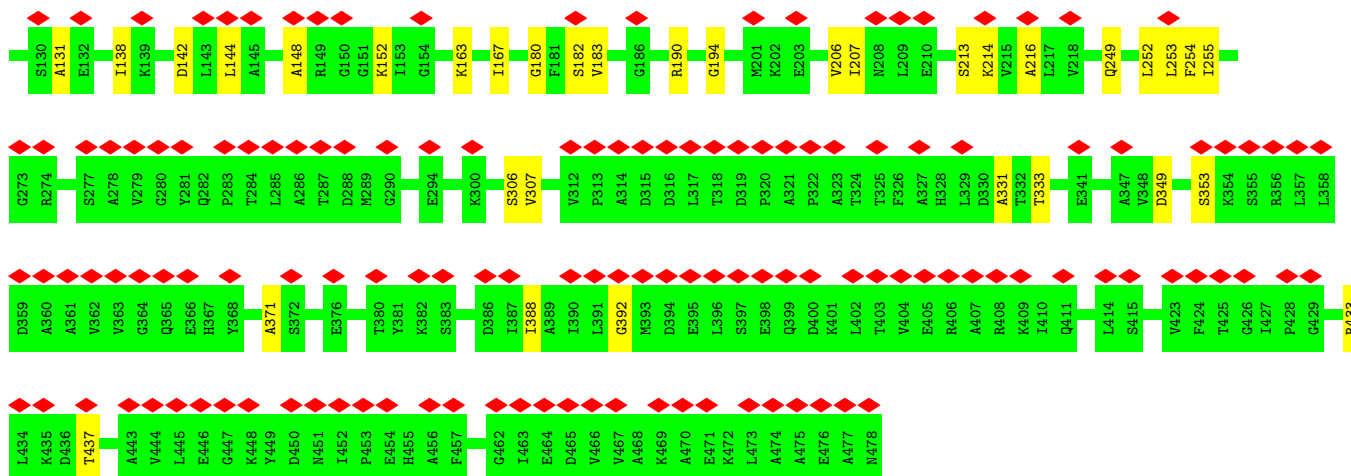 S130 A131 E132 I138 K139 D142 L143 L144 A145 A148 R149 G150 G151 K152 I153 G154 K163 I167 G180 F181 S182 V183 G186 R190 G194 M201 K202 E203 V206 I207 N208 L209 E210 S213 K214 V215 A216 L217 V218 Q249 L252 L253 F254 I255
G273 R274 S277 A278 V279 G280 Y281 Q282 P283 T284 L285 A286 T287 D288 M289 G290 E294 K300 S306 V307 V312 P313 A314 D315 D316 L317 T318 D319 P320 A321 P322 A323 T324 T325 F326 A327 H328 L329 D330 A331 T332 T333 E341 A347 V348 D349 S353 K354 S355 R356 L357 L358
D359 A360 A361 V362 V363 G364 Q365 E366 H367 Y368 A371 S372 E376 T380 Y381 K382 S383 D386 I387 I388 A389 I390 L391 G392 M393 D394 E395 L396 S397 E398 Q399 D400 K401 L402 T403 V404 E405 R406 A407 R408 K409 I410 Q411 L414 S415 V423 F424 T425 G426 I427 P428 G429
L434 K435 D436 T437 A443 V444 L445 E446 G447 K448 Y449 D450 N451 I452 P453 E454 H455 A456 F457 G462 I463 E464 D465 V466 V467 A468 K469 A470 E471 K472 L473 A474 A475 E476 A477 N478